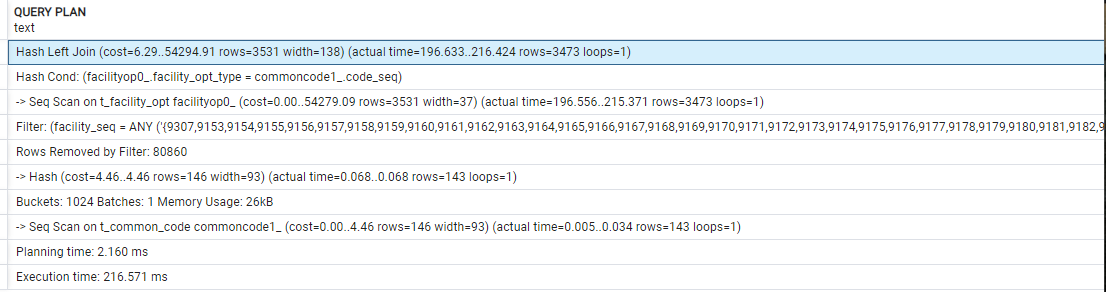 QUERY PLAN
text
Hash Left Join (cost=6.29..54294.91 rows=3531 width=138) (actual time=196.633..216.424 rows=3473 loops=1)
Hash Cond: (facilityop0_.facility_opt_type = commoncode1_.code_seq)
-> Seq Scan on t_facility_opt facilityop0_ (cost=0.00..54279.09 rows=3531 width=37) (actual time=196.556..215.371 rows=3473 loops=1)
Filter: (facility_seq = ANY ('{9307,9153,9154,9155,9156,9157,9158,9159,9160,9161,9162,9163,9164,9165,9166,9167,9168,9169,9170,9171,9172,9173,9174,9175,9176,9177,9178,9179,9180,9181,9182,9
Rows Removed by Filter: 80860
-> Hash (cost=4.46..4.46 rows=146 width=93) (actual time=0.068..0.068 rows=143 loops=1)
Buckets: 1024 Batches: 1 Memory Usage: 26kB
-> Seq Scan on t_common_code commoncode1_ (cost=0.00..4.46 rows=146 width=93) (actual time=0.005..0.034 rows=143 loops=1)
Planning time: 2.160 ms
Execution time: 216.571 ms